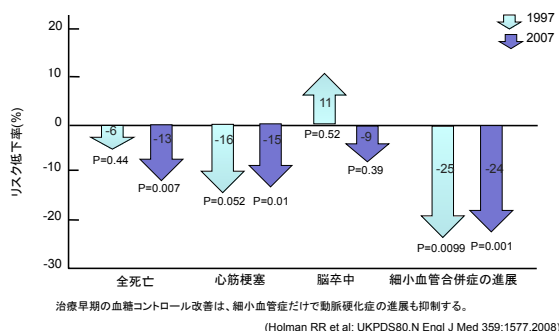 1997
2007
20
10
0
-10
-20
-30
リスク低下率(%)
-6
-13
-16
-15
11
-9
-25
-24
P=0.44
P=0.007
P=0.052
P=0.01
P=0.52
P=0.39
P=0.0099
P=0.001
全死亡
心筋梗塞
脳卒中
細小血管合併症の進展
治療早期の血糖コントロール改善は、細小血管症だけで動脈硬化症の進展も抑制する。
(Holman RR et al: UKPDS80.N Engl J Med 359:1577,2008)